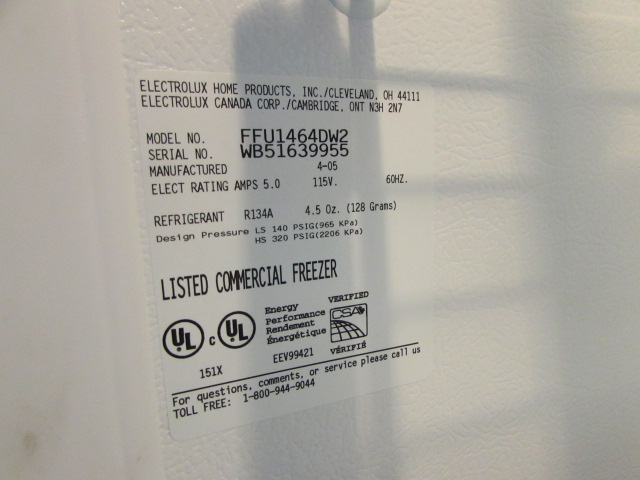 ELECTROLUX HOME PRODUCTS, INC./CLEVELAND, OH 44111
ELECTROLUX CANADA CORP./CAMBRIDGE, ONT N3H 2N7
MODEL NO. FFU1464DW2
SERIAL NO. WB51639955
MANUFACTURED 4-05
ELECT RATING AMPS 5.0 115V. 60HZ.
REFRIGERANT R134A 4.5 Oz. (128 Grams)
Design Pressure LS 140 PSIG(965 KPa)
HS 320 PSIG(2206 KPa)
LISTED COMMERCIAL FREEZER
UL c UL
151X
Energy
Performance
Rendement
Énergétique
EEV99421
VERIFIED
CSA
VÉRIFIÉ
For questions, comments, or service please call us
TOLL FREE: 1-800-944-9044